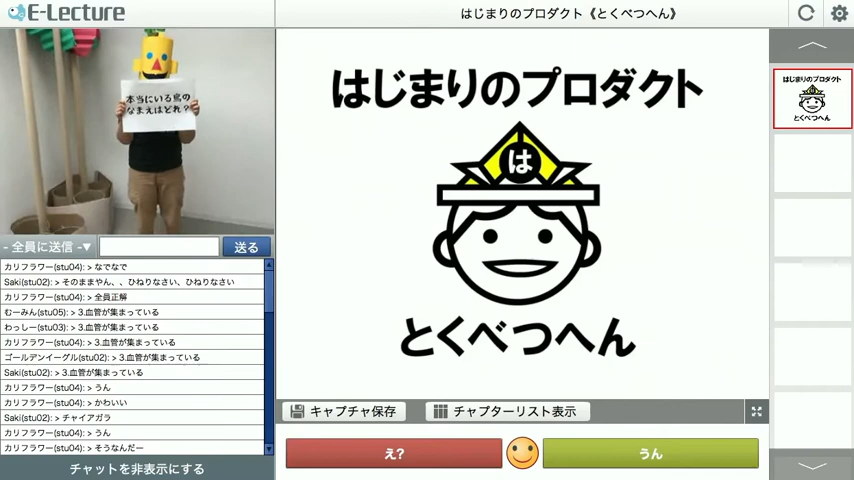 E-Lecture
はじまりのプロダクト《とくべつへん》
本当にいる鳥の
なまえはどれ?
- 全員に送信 -▼
送る
カリフラワー(stu04): > なでなで
Saki(stu02): > そのままやん、、ひねりなさい、ひねりなさい
カリフラワー(stu04): > 全員正解
むーみん(stu05): > 3.血管が集まっている
わっしー(stu03): > 3.血管が集まっている
カリフラワー(stu04): > 3.血管が集まっている
ゴールデンイーグル(stu02): > 3.血管が集まっている
Saki(stu02): > 3.血管が集まっている
カリフラワー(stu04): > うん
カリフラワー(stu04): > かわいい
Saki(stu02): > チャイアガラ
カリフラワー(stu04): > うん
カリフラワー(stu04): > そうなんだー
チャットを非表示にする
はじまりのプロダクト
は
とくべつへん
キャプチャ保存
チャプターリスト表示
え?
うん
はじまりのプロダクト
は
とくべつへん